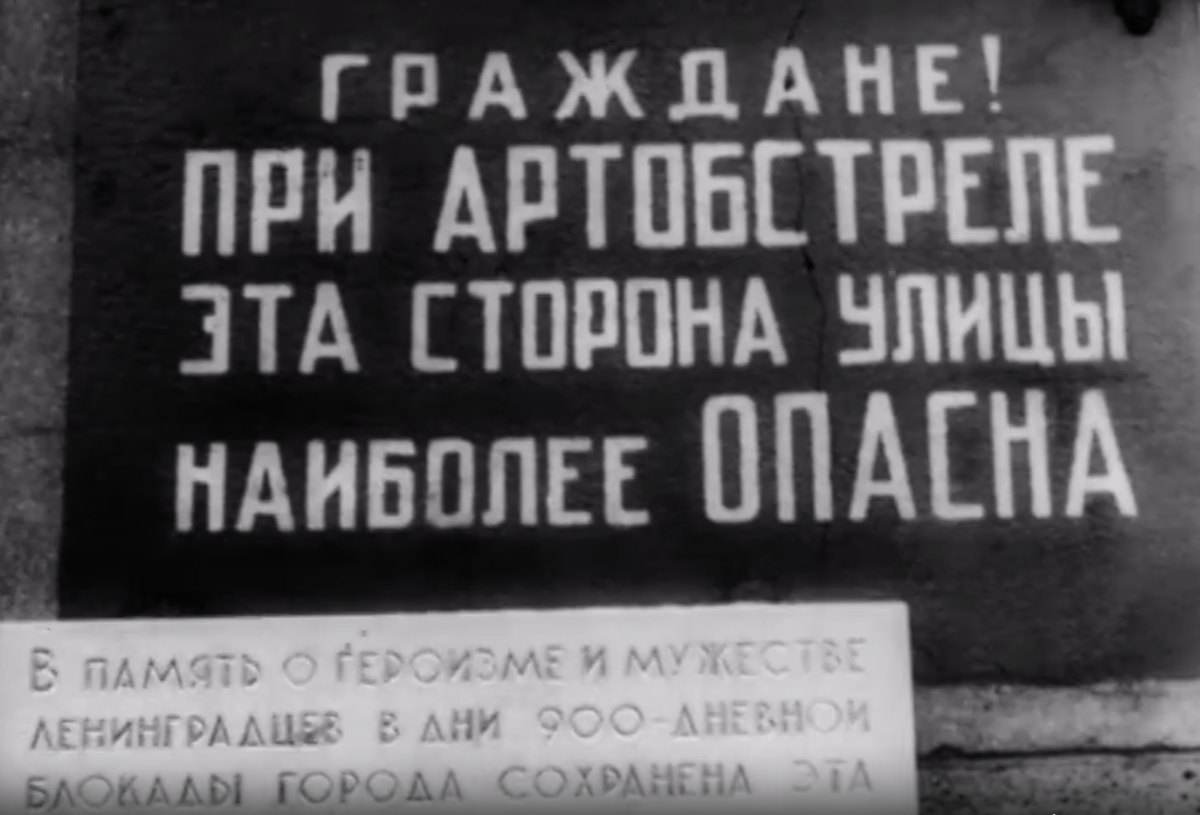 ГРАЖДАНЕ!
ПРИ АРТОБСТРЕЛЕ
ЭТА СТОРОНА УЛИЦЫ
НАИБОЛЕЕ ОПАСНА
В ПАМЯТЬ О ГЕРОИЗМЕ И МУЖЕСТВЕ
ЛЕНИНГРАДЦЕВ В ДНИ 900-ДНЕВНОЙ
БЛОКАДЫ ГОРОДА СОХРАНЕНА ЭТА